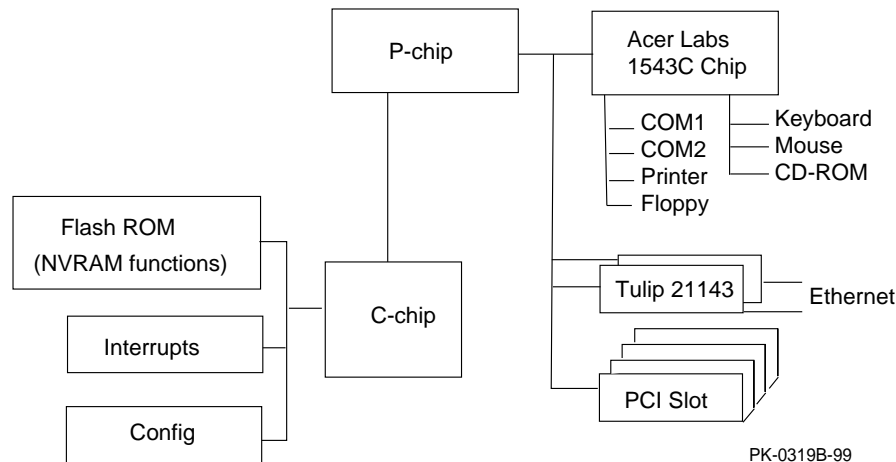 P-chip
Acer Labs
1543C Chip
COM1
COM2
Printer
Floppy
Keyboard
Mouse
CD-ROM
Flash ROM
(NVRAM functions)
Interrupts
Config
C-chip
Tulip 21143
Ethernet
PCI Slot
PK-0319B-99